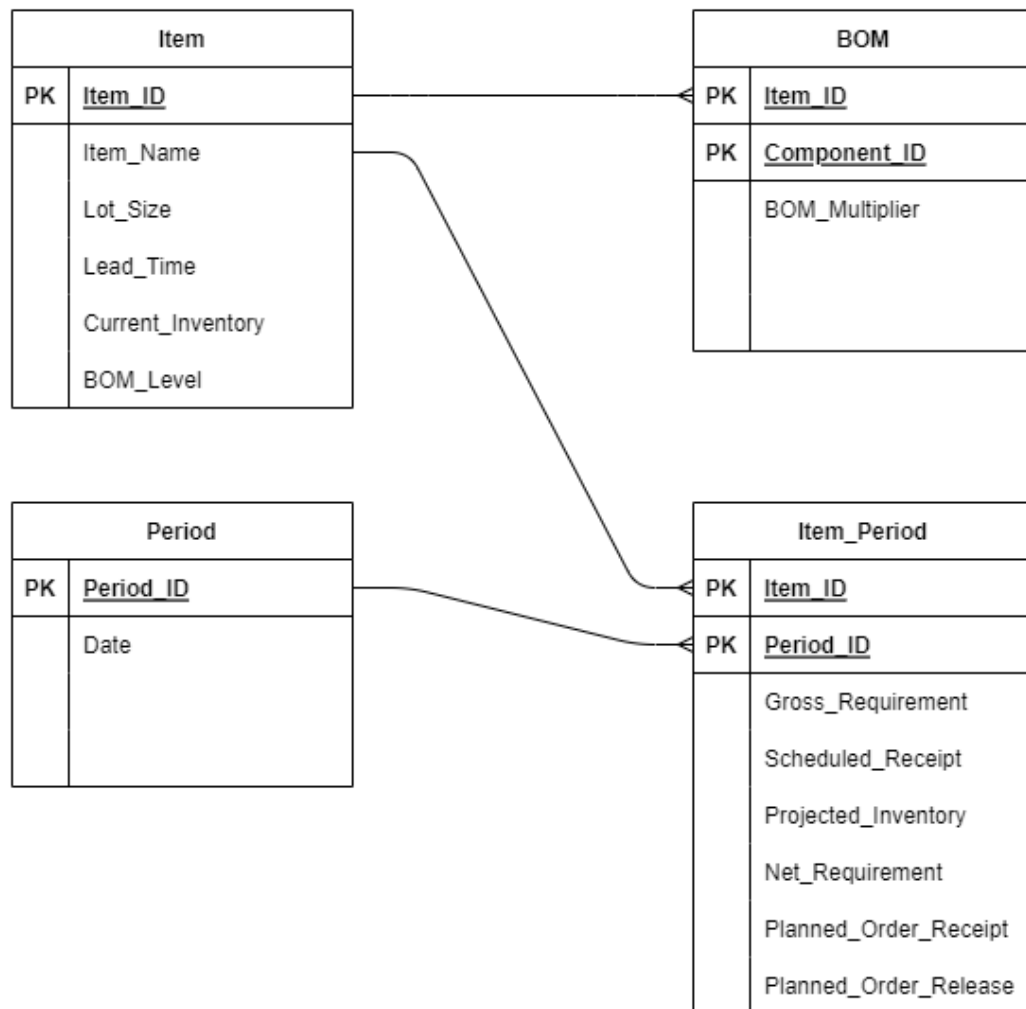 Item
PK Item_ID
Item_Name
Lot_Size
Lead_Time
Current_Inventory
BOM_Level
BOM
PK Item_ID
PK Component_ID
BOM_Multiplier
Period
PK Period_ID
Date
Item_Period
PK Item_ID
PK Period_ID
Gross_Requirement
Scheduled_Receipt
Projected_Inventory
Net_Requirement
Planned_Order_Receipt
Planned_Order_Release